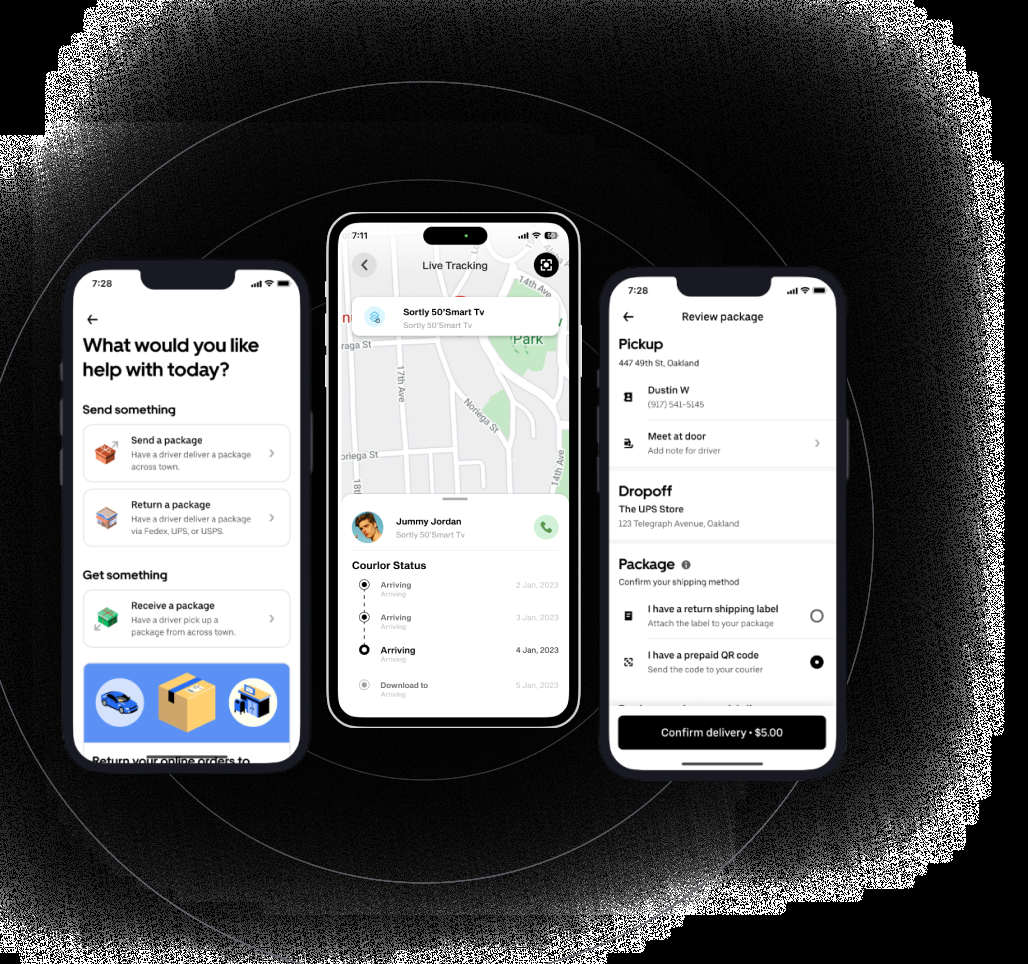 7:28
What would you like
help with today?
Send something
Send a package
Have a driver deliver a package
across town.
Return a package
Have a driver deliver a package
via Fedex, UPS, or USPS.
Get something
Receive a package
Have a driver pick up a
package from across town.
Return your online orders to
7:11
Live Tracking
14th Ave
Sortly 50'Smart Tv
Sortly 50'Smart Tv
Park
raga St
17th Ave
Noriega St
oriega St
14th Ave
18t
Jummy Jordan
Sortly 50'Smart Tv
Courlor Status
Arriving
2 Jan, 2023
Arriving
Arriving
3 Jan, 2023
Arriving
Arriving
4 Jan, 2023
Arriving
Download to
5 Jan, 2023
Arriving
7:28
Review package
Pickup
447 49th St, Oakland
Dustin W
(917) 541-5145
Meet at door
Add note for driver
Dropoff
The UPS Store
123 Telegraph Avenue, Oakland
Package
Confirm your shipping method
I have a return shipping label
Attach the label to your package
I have a prepaid QR code
Send the code to your courier
Confirm delivery • $5.00